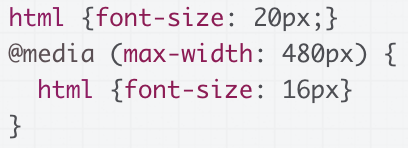 html {font-size: 20px;}
@media (max-width: 480px) {
  html {font-size: 16px}
}